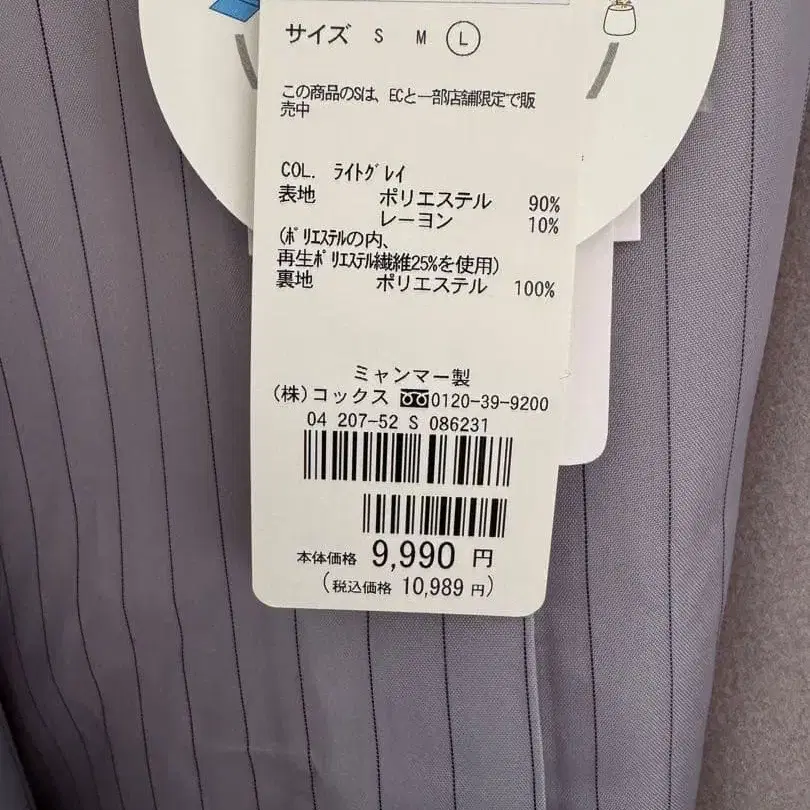 サイズ S M L
この商品のSは、ECと一部店舗限定で販
売中
COL. ﾗｲﾄｸﾞﾚｲ
表地 ポリエステル 90%
レーヨン 10%
(ﾎﾟﾘｴｽﾃﾙの内、
再生ﾎﾟﾘｴｽﾃﾙ繊維25%を使用)
裏地 ポリエステル 100%
ミャンマー製
(株)コックス 0120-39-9200
04 207-52 S 086231
本体価格 9,990 円
(税込価格 10,989 円)